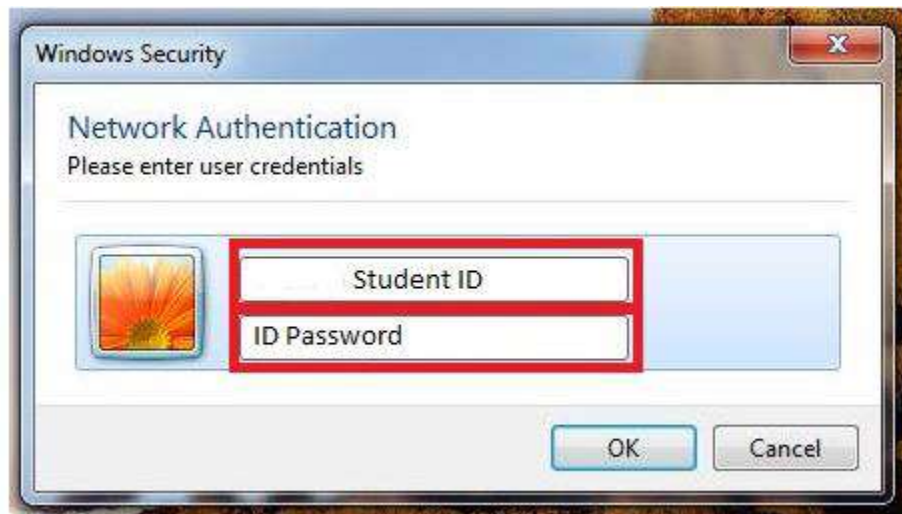 Windows Security
Network Authentication
Please enter user credentials
Student ID
ID Password
OK
Cancel